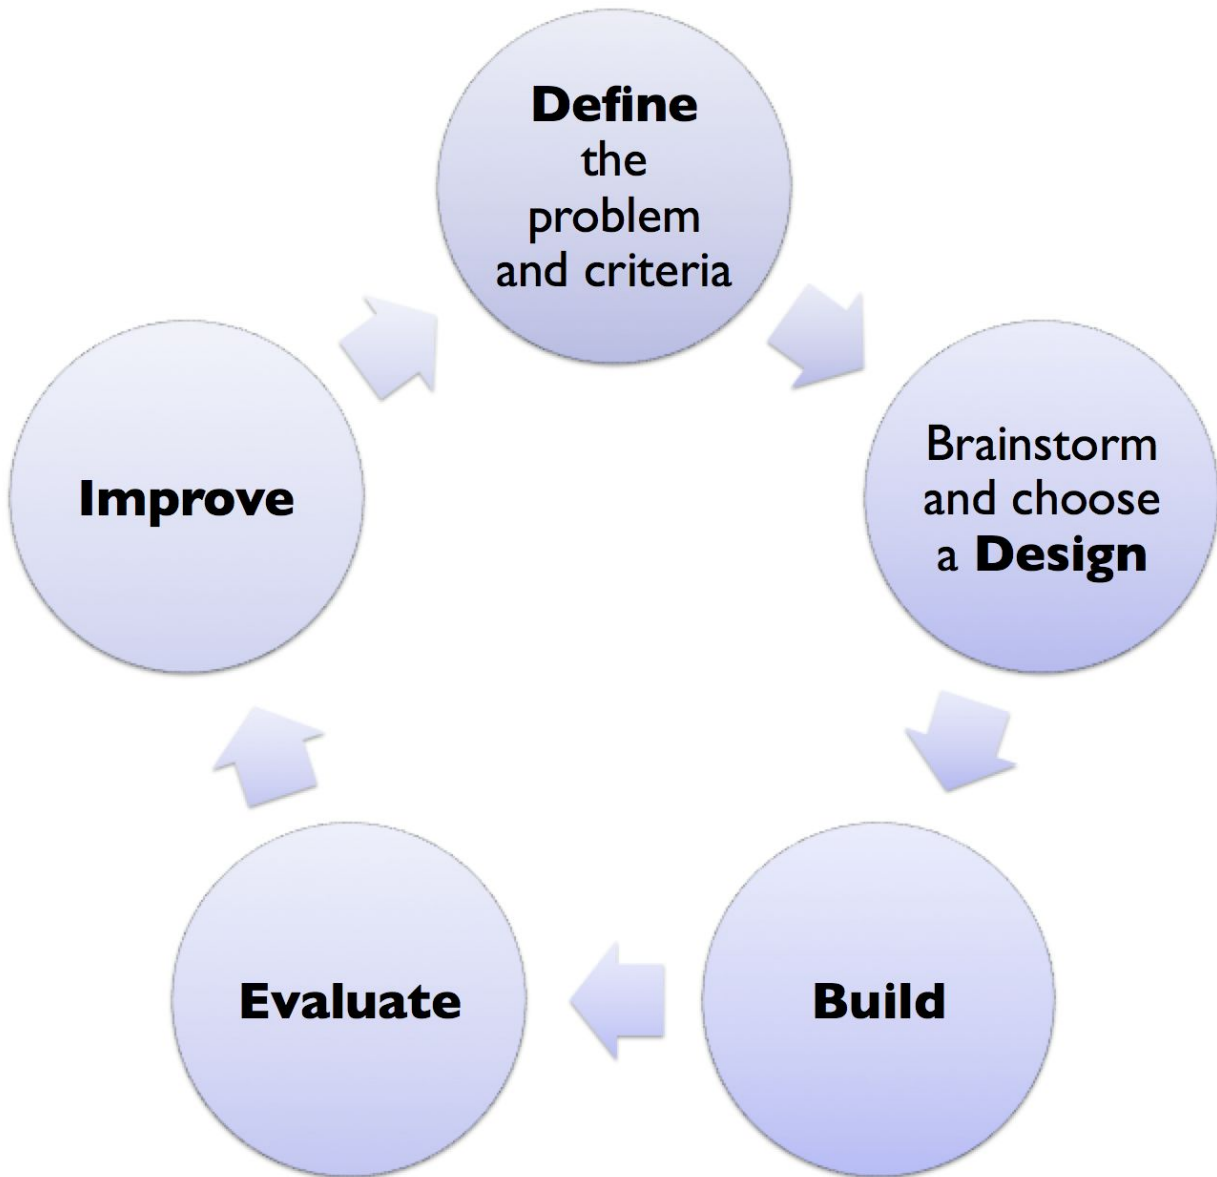 Define
the
problem
and criteria
Brainstorm
and choose
a Design
Build
Evaluate
Improve